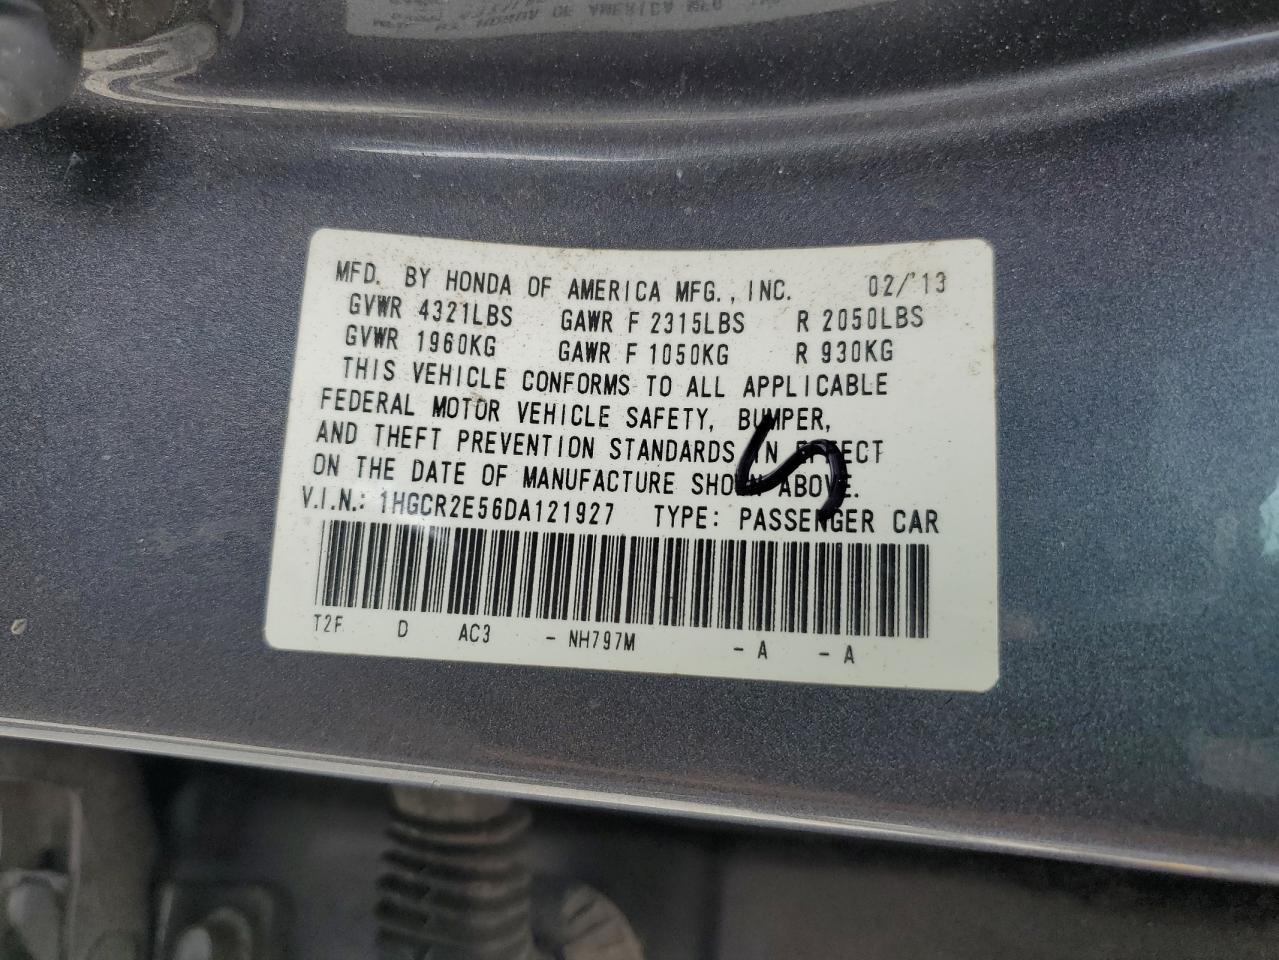 MFD. BY HONDA OF AMERICA MFG., INC. 02/'13
GVWR 4321LBS GAWR F 2315LBS R 2050LBS
GVWR 1960KG GAWR F 1050KG R 930KG
THIS VEHICLE CONFORMS TO ALL APPLICABLE
FEDERAL MOTOR VEHICLE SAFETY, BUMPER,
AND THEFT PREVENTION STANDARDS IN EFFECT
ON THE DATE OF MANUFACTURE SHOWN ABOVE.
V.I.N.: 1HGCR2E56DA121927 TYPE: PASSENGER CAR
T2F D AC3 - NH797M - A - A